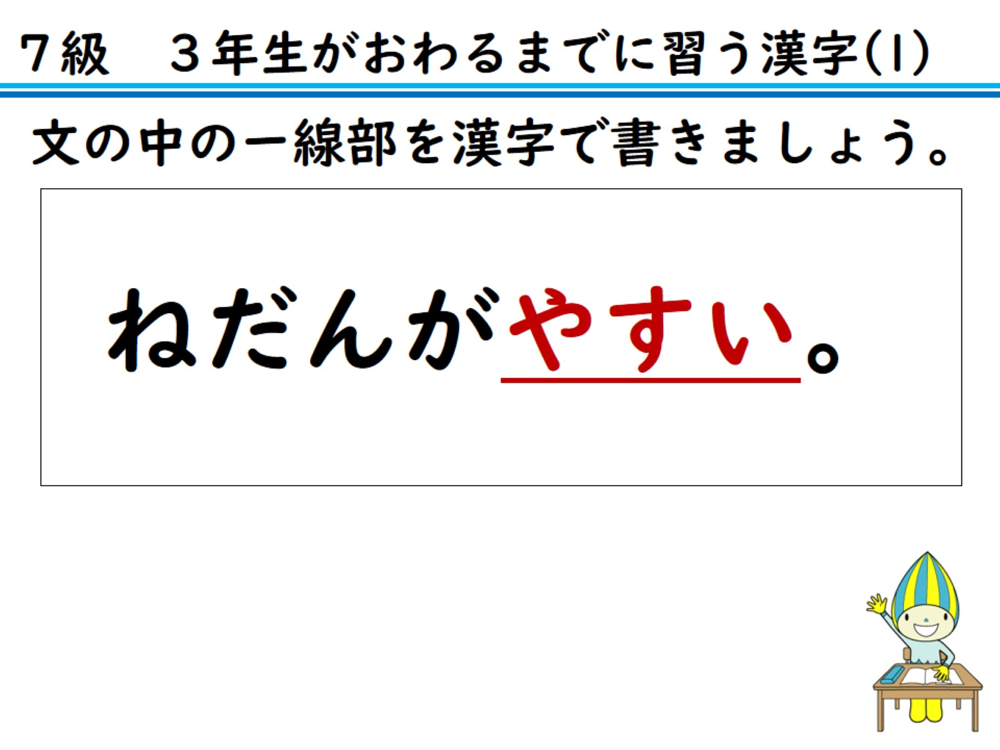 ７級　３年生がおわるまでに習う漢字(1)
文の中の一線部を漢字で書きましょう。
ねだんがやすい。